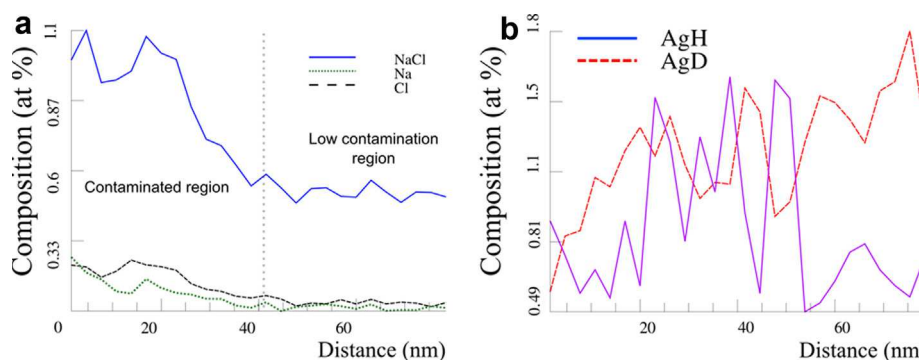 a
Composition (at %)
1.1
0.87
0.6
0.33
NaCl
Na
Cl
Low contamination
region
Contaminated region
0 20 40 60
Distance (nm)
b
Composition (at %)
1.8
1.5
1.1
0.81
0.49
AgH
AgD
20 40 60
Distance (nm)